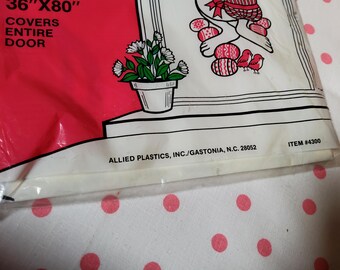 36"X80"
COVERS
ENTIRE
DOOR
ALLIED PLASTICS, INC./GASTONIA, N.C. 28052
ITEM #4300